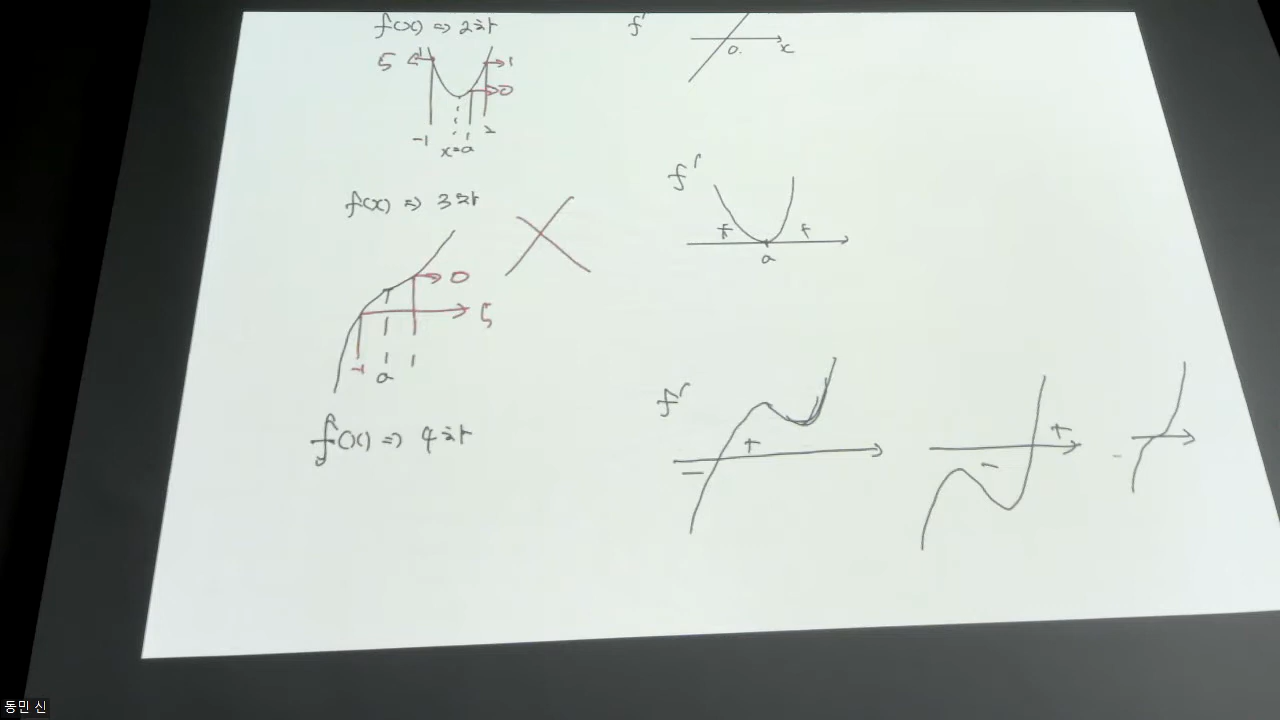 f(x) ⇒ 2차
f'
0. x
5 1
0
-1 x=a 1 2
f(x) ⇒ 3차
f'
+ +
a
0
5
-1 a 1
f(x) ⇒ 4차
f'
- +
- +
-
동민 신